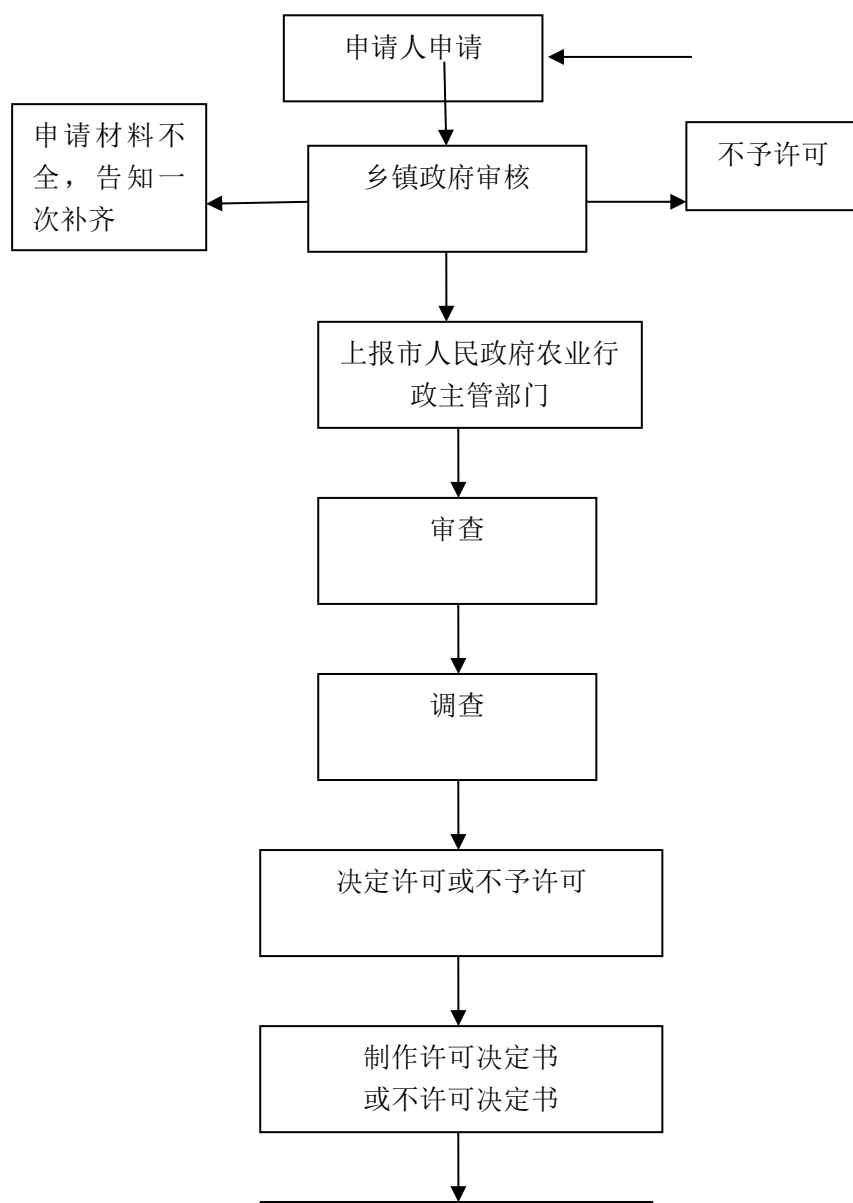 申请人申请
申请材料不
全，告知一
次补齐
乡镇政府审核
不予许可
上报市人民政府农业行
政主管部门
审查
调查
决定许可或不予许可
制作许可决定书
或不许可决定书